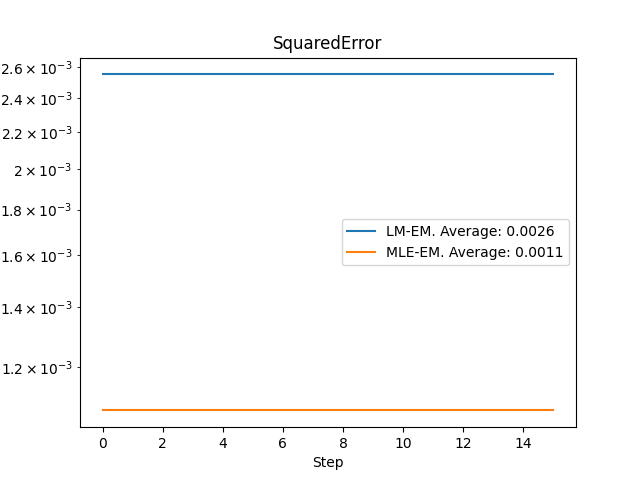 SquaredError
2.6 × 10⁻³
2.4 × 10⁻³
2.2 × 10⁻³
2 × 10⁻³
1.8 × 10⁻³
1.6 × 10⁻³
1.4 × 10⁻³
1.2 × 10⁻³
LM-EM. Average: 0.0026
MLE-EM. Average: 0.0011
0 2 4 6 8 10 12 14
Step